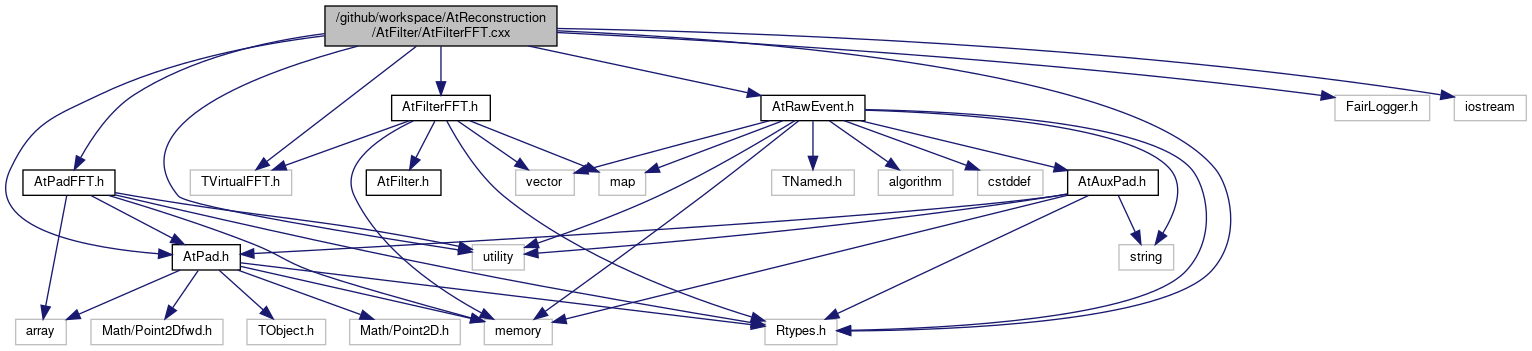 /github/workspace/AtReconstruction
/AtFilter/AtFilterFFT.cxx
AtFilterFFT.h
AtRawEvent.h
FairLogger.h
iostream
AtPadFFT.h
TVirtualFFT.h
AtFilter.h
vector
map
TNamed.h
algorithm
cstddef
AtAuxPad.h
AtPad.h
utility
string
array
Math/Point2Dfwd.h
TObject.h
Math/Point2D.h
memory
Rtypes.h